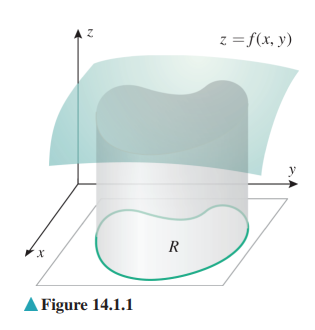 z
z = f(x, y)
y
x
R
▲ Figure 14.1.1